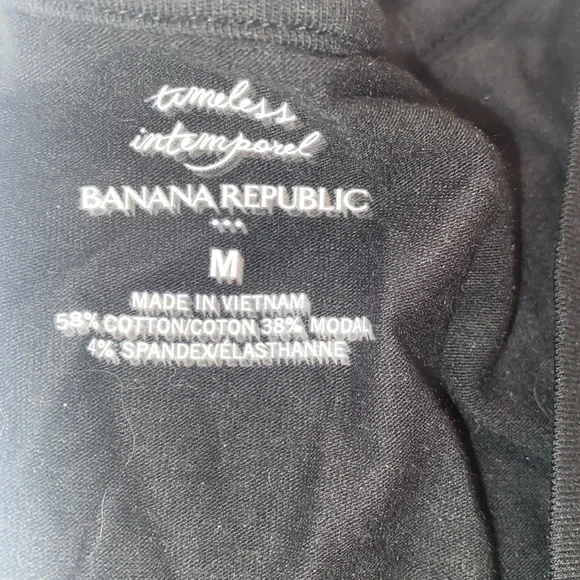 timeless
intemporel
BANANA REPUBLIC
M
MADE IN VIETNAM
58% COTTON/COTON 38% MODAL
4% SPANDEX/ÉLASTHANNE